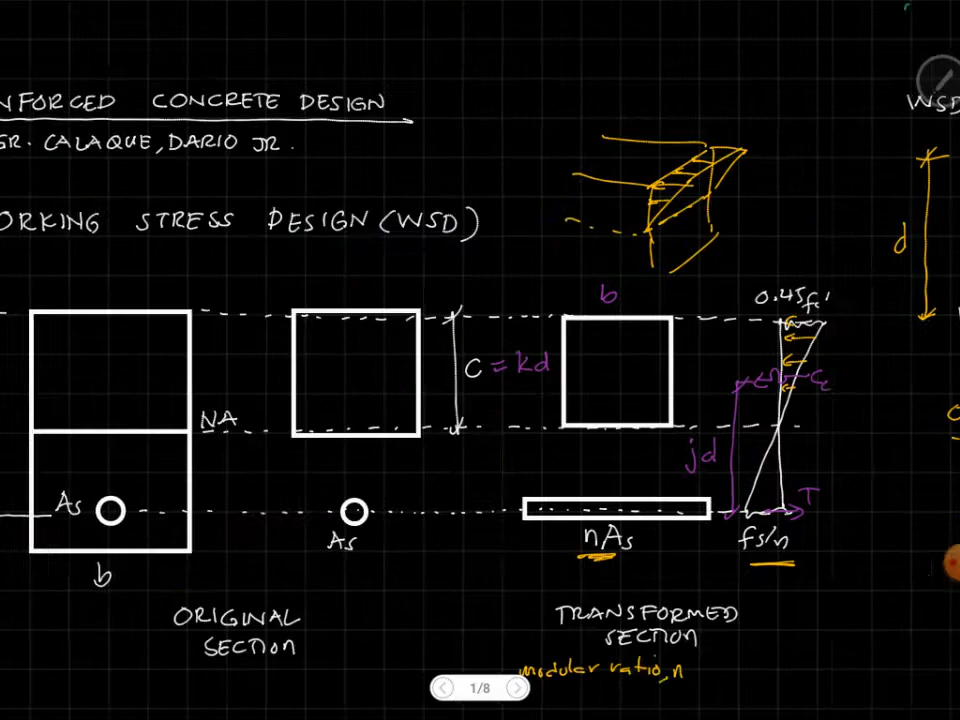 NFORCED CONCRETE DESIGN
GR. CALAQUE, DARIO JR.
ORKING STRESS DESIGN (WSD)
WSD
d
b
0.45fc'
C = kd
Cc
NA
jd
As
T
As
nAs
fs/n
b
ORIGINAL
SECTION
TRANSFORMED
SECTION
modular ratio, n
1/8